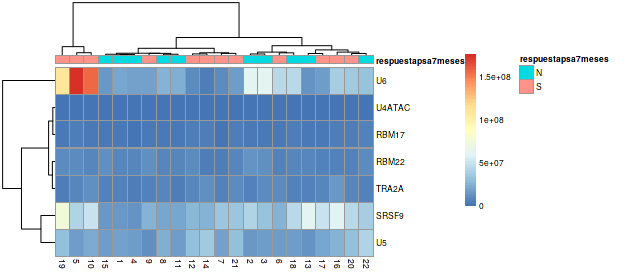 respuestapsa7meses
U6
U4ATAC
RBM17
RBM22
TRA2A
SRSF9
U5
19 5 10 15 1 4 9 8 11 12 14 7 21 2 3 6 18 13 17 16 20 22
1.5e+08
1e+08
5e+07
0
respuestapsa7meses
N
S